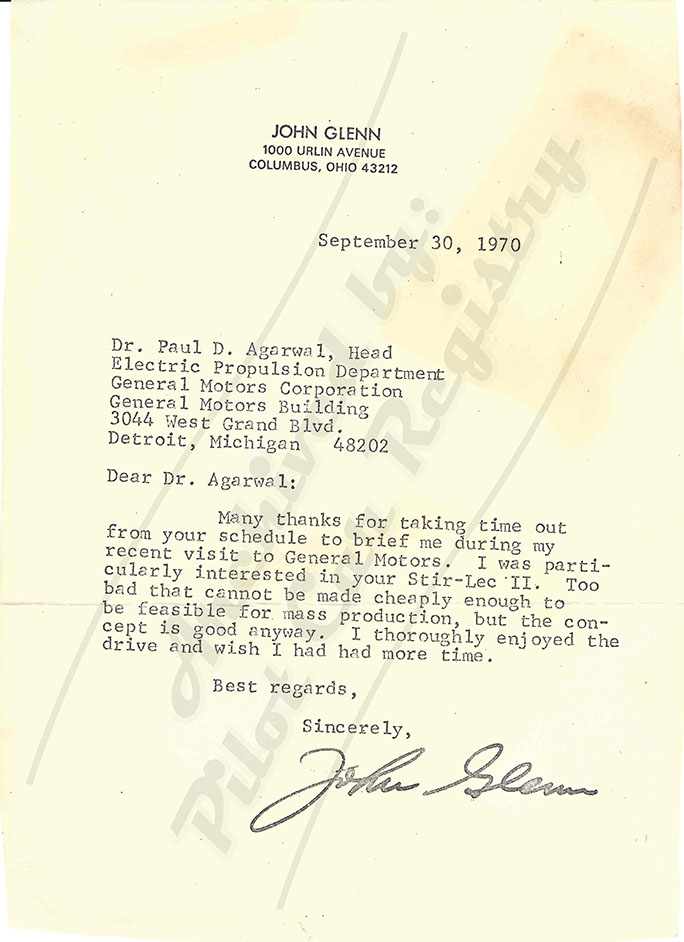 JOHN GLENN
1000 URLIN AVENUE
COLUMBUS, OHIO 43212
September 30, 1970
Dr. Paul D. Agarwal, Head
Electric Propulsion Department
General Motors Corporation
General Motors Building
3044 West Grand Blvd.
Detroit, Michigan 48202
Dear Dr. Agarwal:
Many thanks for taking time out
from your schedule to brief me during my
recent visit to General Motors. I was parti-
cularly interested in your Stir-Lec II. Too
bad that cannot be made cheaply enough to
be feasible for mass production, but the con-
cept is good anyway. I thoroughly enjoyed the
drive and wish I had had more time.
Best regards,
Sincerely,
John Glenn
Archived by:
Pilot Registry